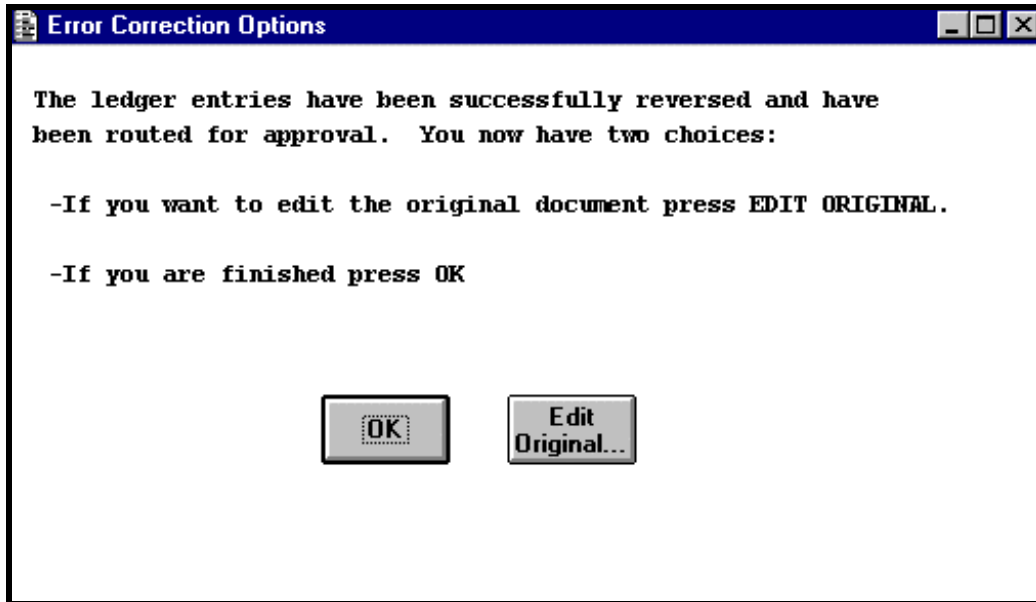 Error Correction Options
The ledger entries have been successfully reversed and have
been routed for approval.  You now have two choices:
-If you want to edit the original document press EDIT ORIGINAL.
-If you are finished press OK
OK
Edit
Original...